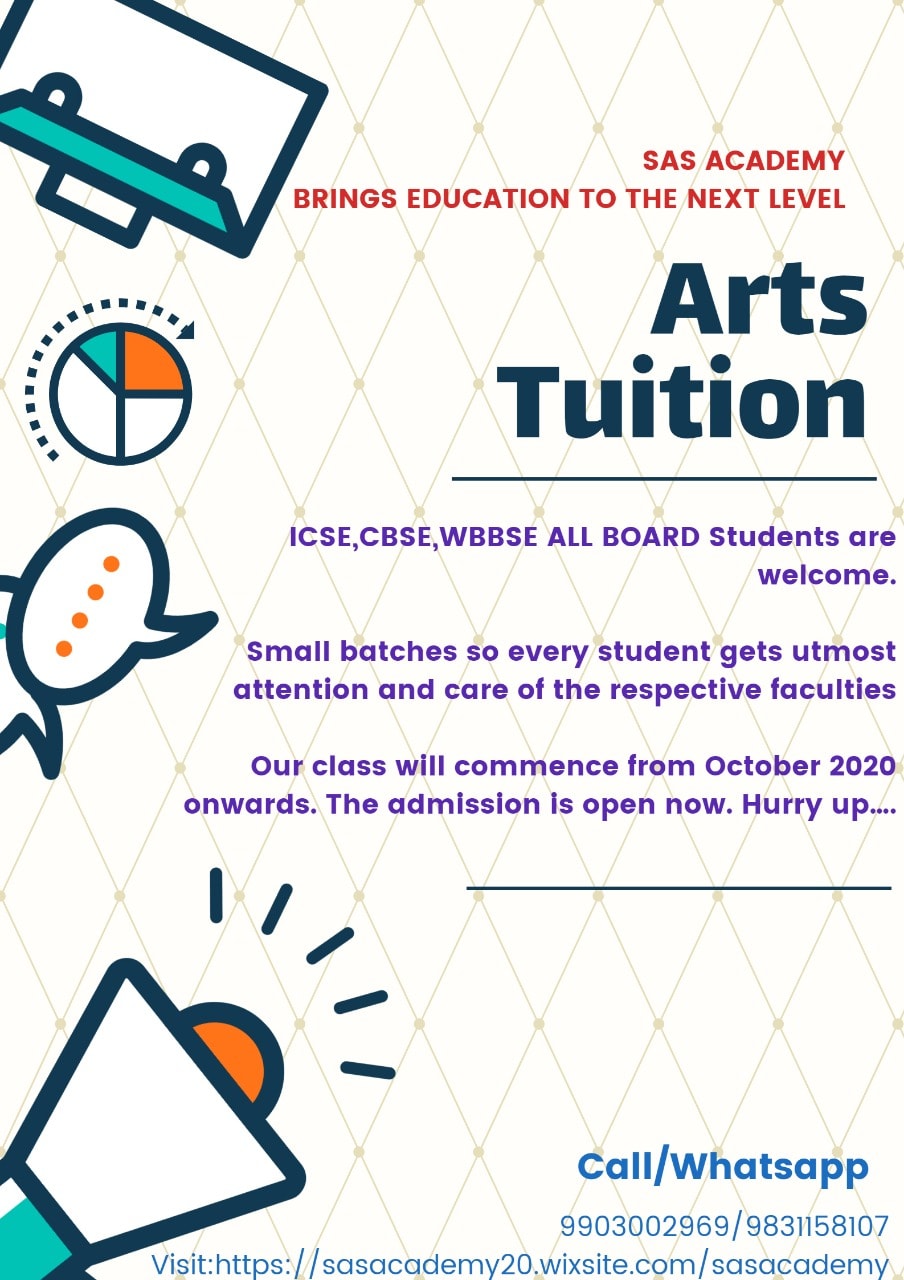 SAS ACADEMY
BRINGS EDUCATION TO THE NEXT LEVEL
Arts
Tuition
ICSE,CBSE,WBBSE ALL BOARD Students are
welcome.
Small batches so every student gets utmost
attention and care of the respective faculties
Our class will commence from October 2020
onwards. The admission is open now. Hurry up....
Call/Whatsapp
9903002969/9831158107
Visit:https://sasacademy20.wixsite.com/sasacademy